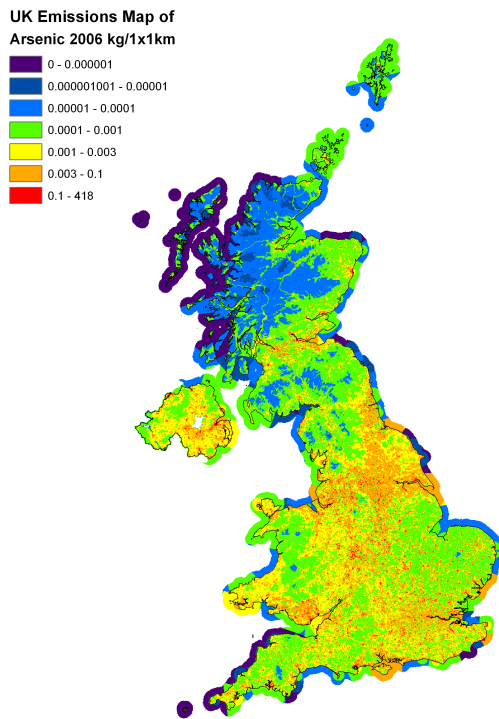 UK Emissions Map of
Arsenic 2006 kg/1x1km
0 - 0.000001
0.000001001 - 0.00001
0.00001 - 0.0001
0.0001 - 0.001
0.001 - 0.003
0.003 - 0.1
0.1 - 418